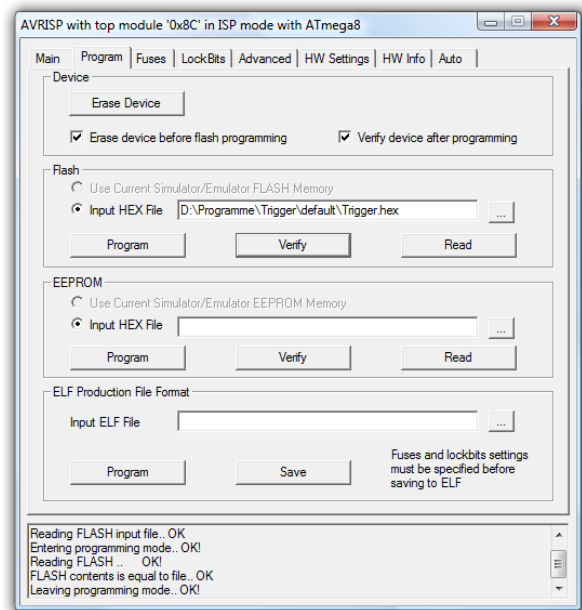 AVRISP with top module '0x8C' in ISP mode with ATmega8
Main Program Fuses LockBits Advanced HW Settings HW Info Auto
Device
Erase Device
Erase device before flash programming Verify device after programming
Flash
Use Current Simulator/Emulator FLASH Memory
Input HEX File D:\Programme\Trigger\default\Trigger.hex ...
Program Verify Read
EEPROM
Use Current Simulator/Emulator EEPROM Memory
Input HEX File ...
Program Verify Read
ELF Production File Format
Input ELF File ...
Fuses and lockbits settings
must be specified before
saving to ELF
Program Save
Reading FLASH input file.. OK
Entering programming mode.. OK!
Reading FLASH .. OK!
FLASH contents is equal to file.. OK
Leaving programming mode.. OK!